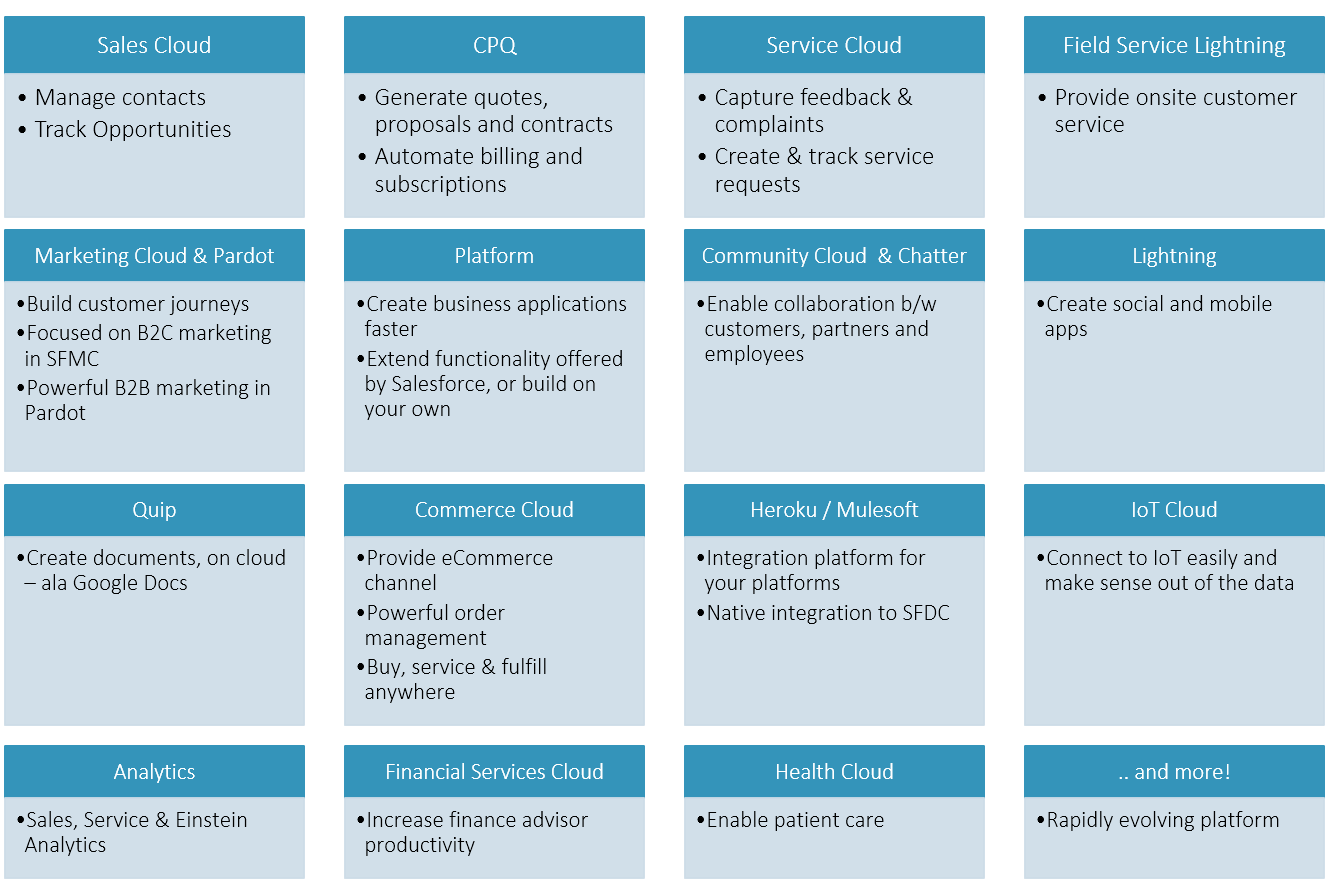 Sales Cloud
• Manage contacts
• Track Opportunities
CPQ
• Generate quotes,
proposals and contracts
• Automate billing and
subscriptions
Service Cloud
• Capture feedback &
complaints
• Create & track service
requests
Field Service Lightning
• Provide onsite customer
service
Marketing Cloud & Pardot
•Build customer journeys
•Focused on B2C marketing
in SFMC
•Powerful B2B marketing in
Pardot
Platform
•Create business applications
faster
•Extend functionality offered
by Salesforce, or build on
your own
Community Cloud & Chatter
•Enable collaboration b/w
customers, partners and
employees
Lightning
•Create social and mobile
apps
Quip
•Create documents, on cloud
– ala Google Docs
Commerce Cloud
•Provide eCommerce
channel
•Powerful order
management
•Buy, service & fulfill
anywhere
Heroku / Mulesoft
•Integration platform for
your platforms
•Native integration to SFDC
IoT Cloud
•Connect to IoT easily and
make sense out of the data
Analytics
•Sales, Service & Einstein
Analytics
Financial Services Cloud
•Increase finance advisor
productivity
Health Cloud
•Enable patient care
.. and more!
•Rapidly evolving platform